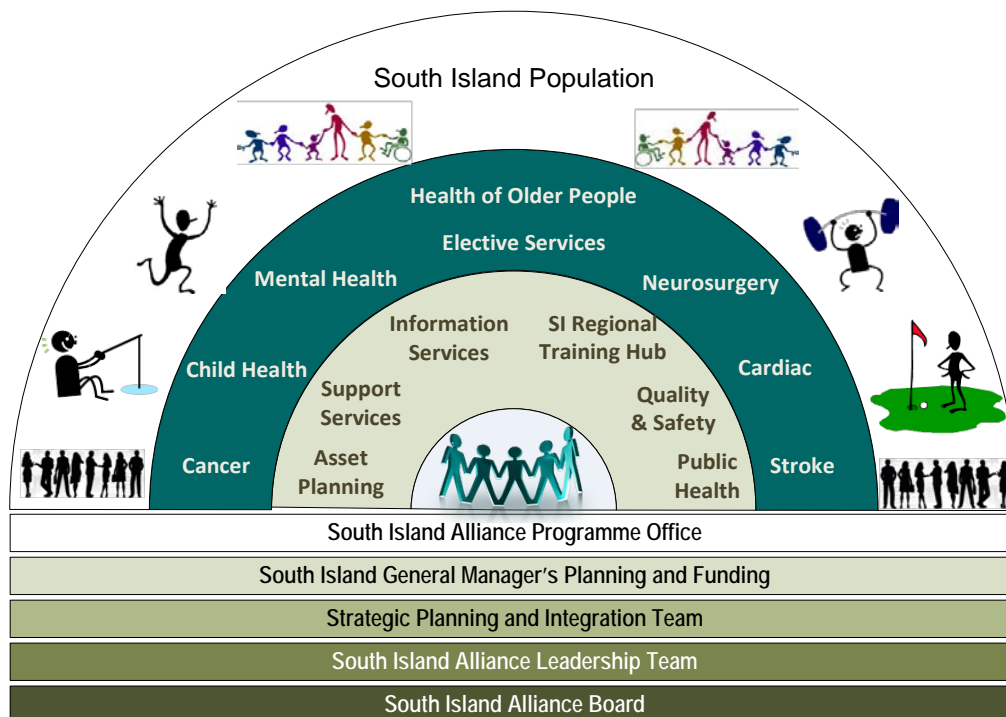 South Island Population
Health of Older People
Elective Services
Mental Health
Neurosurgery
Information
Services
SI Regional
Training Hub
Child Health
Cardiac
Support
Services
Quality
& Safety
Cancer
Asset
Planning
Public
Health
Stroke
South Island Alliance Programme Office
South Island General Manager's Planning and Funding
Strategic Planning and Integration Team
South Island Alliance Leadership Team
South Island Alliance Board